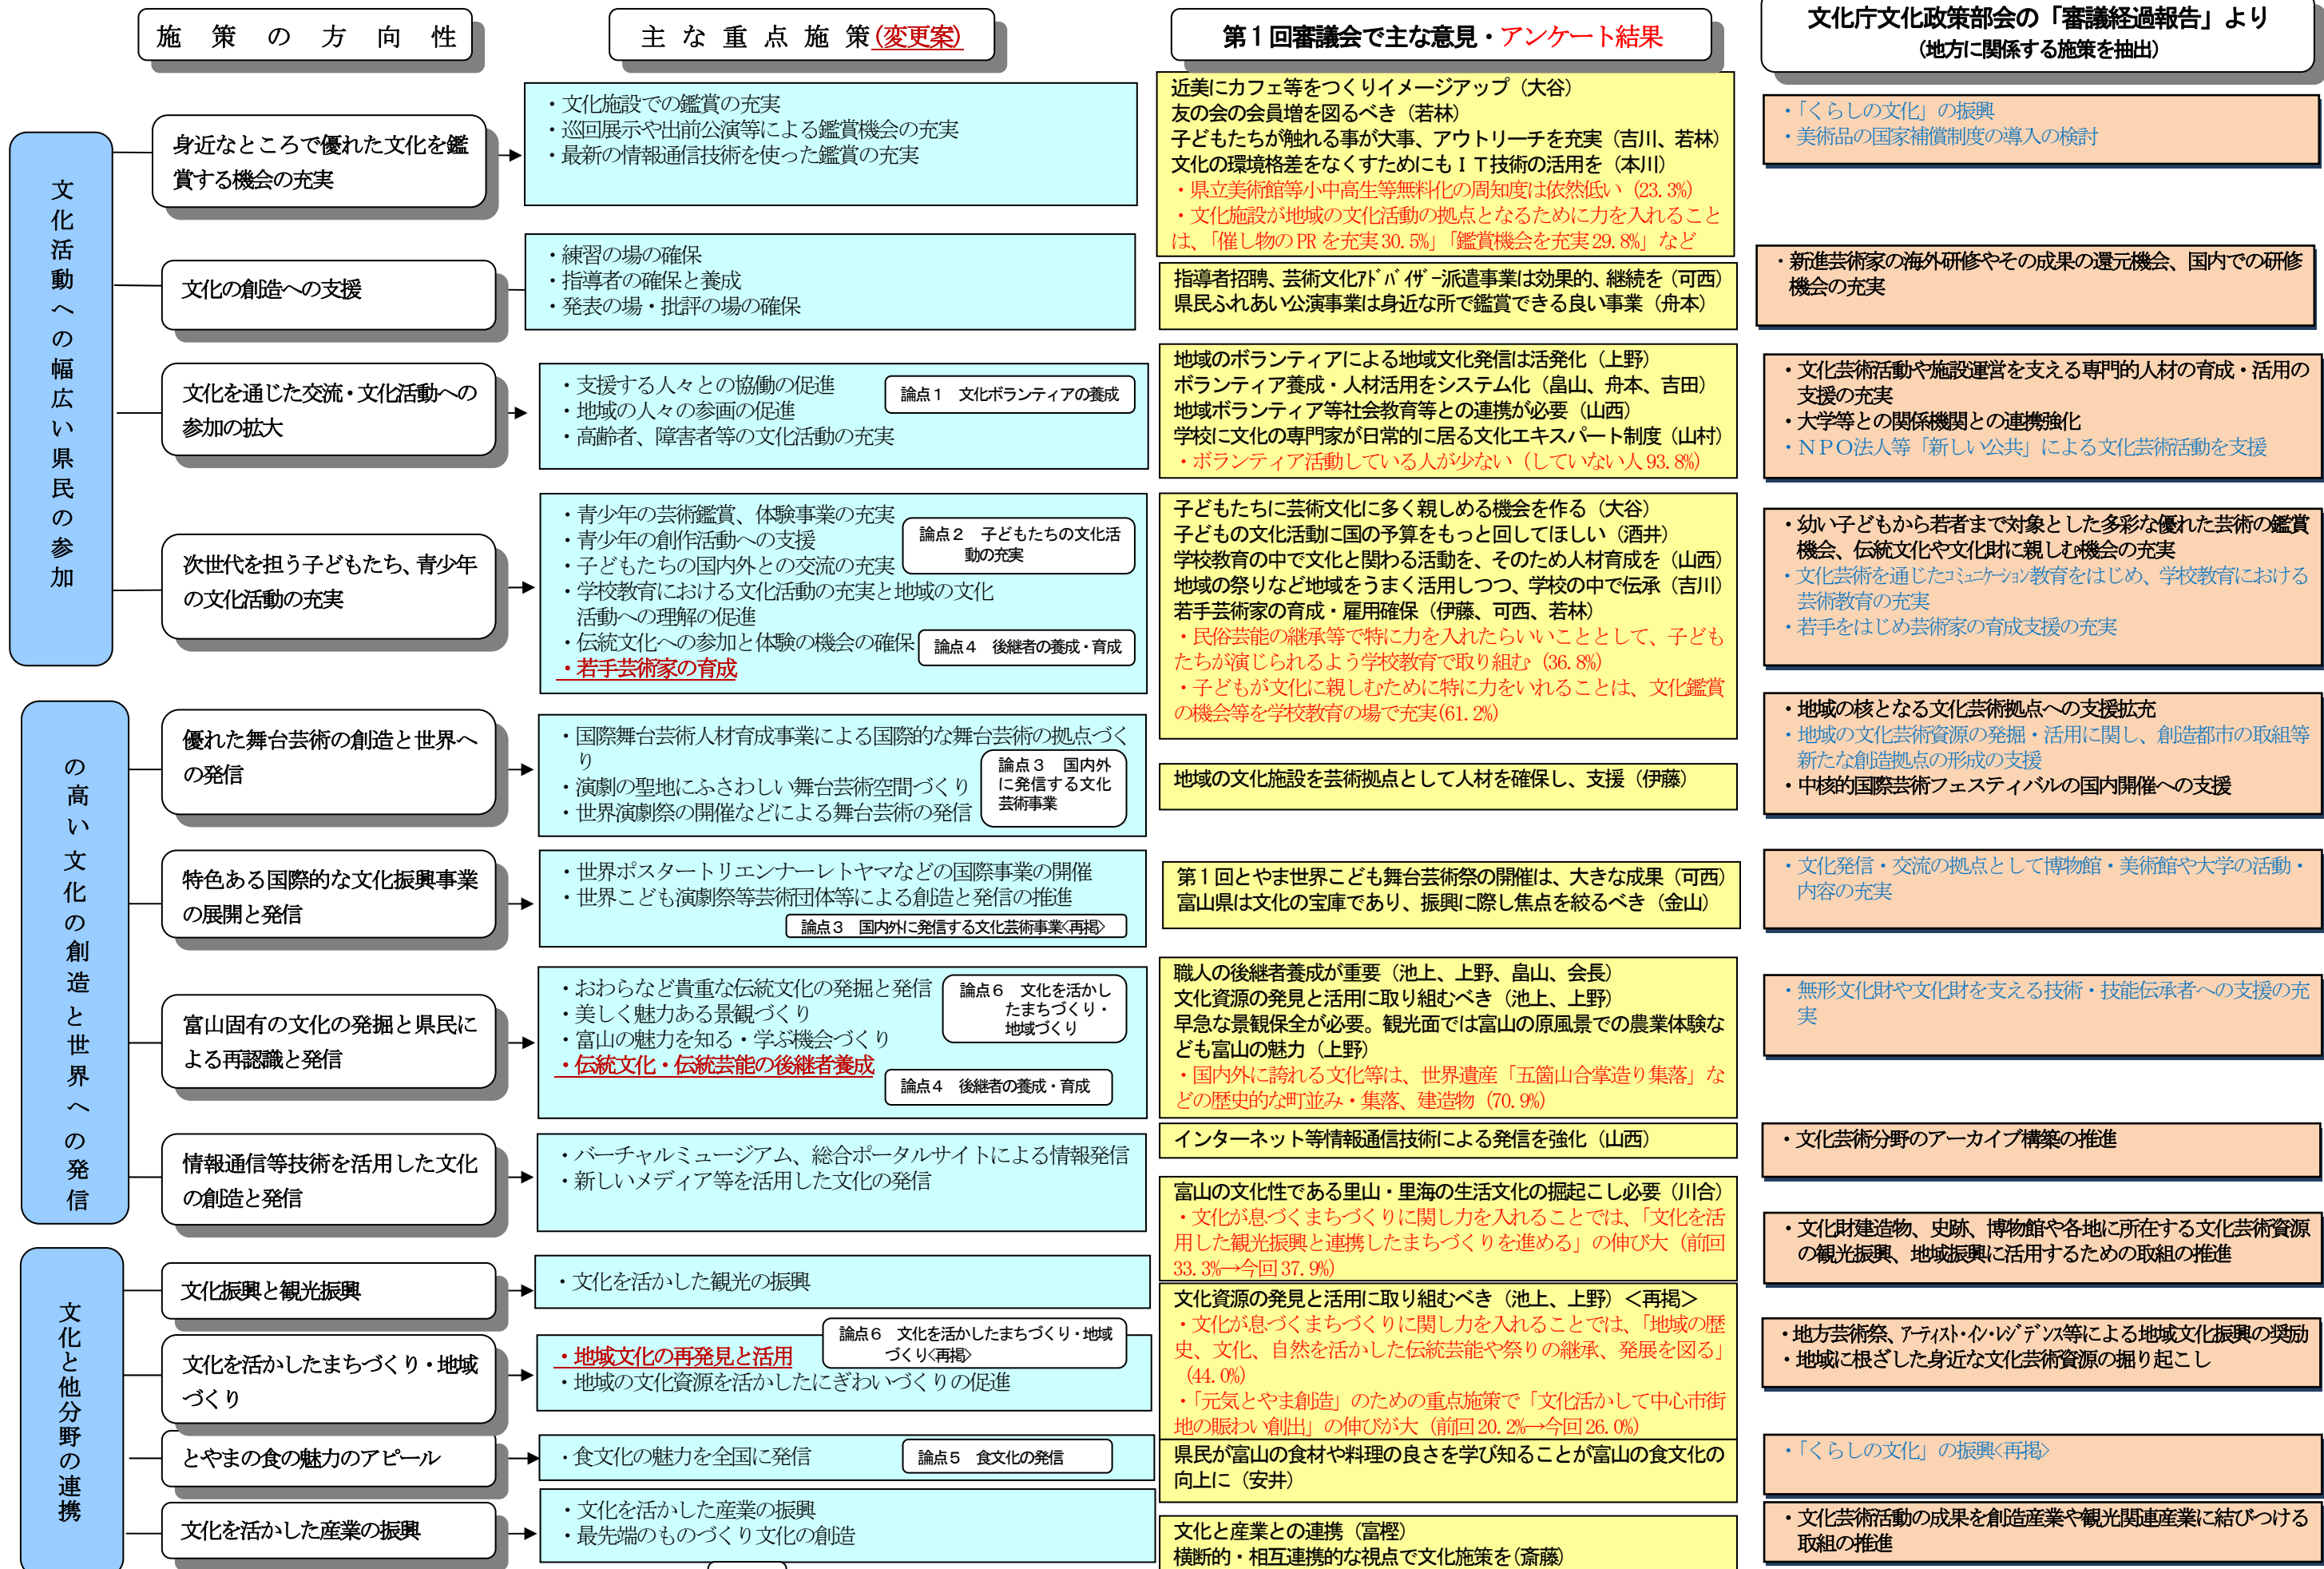 施策の方向性
主な重点施策(変更案)
第1回審議会で主な意見・アンケート結果
文化庁文化政策部会の「審議経過報告」より
(地方に関係する施策を抽出)
文化活動への幅広い県民の参加
身近なところで優れた文化を鑑
賞する機会の充実
・文化施設での鑑賞の充実
・巡回展示や出前公演等による鑑賞機会の充実
・最新の情報通信技術を使った鑑賞の充実
近美にカフェ等をつくりイメージアップ（大谷）
友の会の会員増を図るべき（若林）
子どもたちが触れる事が大事、アウトリーチを充実（吉川、若林）
文化の環境格差をなくすためにもＩＴ技術の活用を（本川）
・県立美術館等小中高生等無料化の周知度は依然低い（23.3%）
・文化施設が地域の文化活動の拠点となるために力を入れること
は、「催し物のPRを充実30.5%」「鑑賞機会を充実29.8%」など
・「くらしの文化」の振興
・美術品の国家補償制度の導入の検討
文化の創造への支援
・練習の場の確保
・指導者の確保と養成
・発表の場・批評の場の確保
指導者招聘、芸術文化ｱﾄﾞﾊﾞｲｻﾞｰ派遣事業は効果的、継続を（可西）
県民ふれあい公演事業は身近な所で鑑賞できる良い事業（舟本）
・新進芸術家の海外研修やその成果の還元機会、国内での研修
機会の充実
文化を通じた交流・文化活動への
参加の拡大
・支援する人々との協働の促進
・地域の人々の参画の促進
・高齢者、障害者等の文化活動の充実
論点1　文化ボランティアの養成
地域のボランティアによる地域文化発信は活発化（上野）
ボランティア養成・人材活用をシステム化（畠山、舟本、吉田）
地域ボランティア等社会教育等との連携が必要（山西）
学校に文化の専門家が日常的に居る文化エキスパート制度（山村）
・ボランティア活動している人が少ない（していない人93.8%）
・文化芸術活動や施設運営を支える専門的人材の育成・活用の
支援の充実
・大学等との関係機関との連携強化
・ＮＰＯ法人等「新しい公共」による文化芸術活動を支援
次世代を担う子どもたち、青少年
の文化活動の充実
・青少年の芸術鑑賞、体験事業の充実
・青少年の創作活動への支援
・子どもたちの国内外との交流の充実
・学校教育における文化活動の充実と地域の文化
活動への理解の促進
・伝統文化への参加と体験の機会の確保
・若手芸術家の育成
論点2　子どもたちの文化活
動の充実
論点4　後継者の養成・育成
子どもたちに芸術文化に多く親しめる機会を作る（大谷）
子どもの文化活動に国の予算をもっと回してほしい（酒井）
学校教育の中で文化と関わる活動を、そのため人材育成を（山西）
地域の祭りなど地域をうまく活用しつつ、学校の中で伝承（吉川）
若手芸術家の育成・雇用確保（伊藤、可西、若林）
・民俗芸能の継承等で特に力を入れたらいいこととして、子ども
たちが演じられるよう学校教育で取り組む（36.8%）
・子どもが文化に親しむために特に力をいれることは、文化鑑賞
の機会等を学校教育の場で充実(61.2%)
・幼い子どもから若者まで対象とした多彩な優れた芸術の鑑賞
機会、伝統文化や文化財に親しむ機会の充実
・文化芸術を通じたｺﾐｭﾆｹｰｼｮﾝ教育をはじめ、学校教育における
芸術教育の充実
・若手をはじめ芸術家の育成支援の充実
の高い文化の創造と世界への発信
優れた舞台芸術の創造と世界へ
の発信
・国際舞台芸術人材育成事業による国際的な舞台芸術の拠点づく
り
・演劇の聖地にふさわしい舞台芸術空間づくり
・世界演劇祭の開催などによる舞台芸術の発信
論点3　国内外
に発信する文化
芸術事業
地域の文化施設を芸術拠点として人材を確保し、支援（伊藤）
・地域の核となる文化芸術拠点への支援拡充
・地域の文化芸術資源の発掘・活用に関し、創造都市の取組等
新たな創造拠点の形成の支援
・中核的国際芸術フェスティバルの国内開催への支援
特色ある国際的な文化振興事業
の展開と発信
・世界ポスタートリエンナーレトヤマなどの国際事業の開催
・世界こども演劇祭等芸術団体等による創造と発信の推進
論点3　国内外に発信する文化芸術事業<再掲>
第1回とやま世界こども舞台芸術祭の開催は、大きな成果（可西）
富山県は文化の宝庫であり、振興に際し焦点を絞るべき（金山）
・文化発信・交流の拠点として博物館・美術館や大学の活動・
内容の充実
富山固有の文化の発掘と県民に
よる再認識と発信
・おわらなど貴重な伝統文化の発掘と発信
・美しく魅力ある景観づくり
・富山の魅力を知る・学ぶ機会づくり
・伝統文化・伝統芸能の後継者養成
論点6　文化を活かし
たまちづくり・
地域づくり
論点4　後継者の養成・育成
職人の後継者養成が重要（池上、上野、畠山、会長）
文化資源の発見と活用に取り組むべき（池上、上野）
早急な景観保全が必要。観光面では富山の原風景での農業体験な
ども富山の魅力（上野）
・国内外に誇れる文化等は、世界遺産「五箇山合掌造り集落」な
どの歴史的な町並み・集落、建造物（70.9%）
・無形文化財や文化財を支える技術・技能伝承者への支援の充
実
情報通信等技術を活用した文化
の創造と発信
・バーチャルミュージアム、総合ポータルサイトによる情報発信
・新しいメディア等を活用した文化の発信
インターネット等情報通信技術による発信を強化（山西）
・文化芸術分野のアーカイブ構築の推進
文化と他分野の連携
文化振興と観光振興
・文化を活かした観光の振興
富山の文化性である里山・里海の生活文化の掘起こし必要（川合）
・文化が息づくまちづくりに関し力を入れることでは、「文化を活
用した観光振興と連携したまちづくりを進める」の伸び大（前回
33.3%→今回37.9%）
・文化財建造物、史跡、博物館や各地に所在する文化芸術資源
の観光振興、地域振興に活用するための取組の推進
文化を活かしたまちづくり・地域
づくり
・地域文化の再発見と活用
・地域の文化資源を活かしたにぎわいづくりの促進
論点6　文化を活かしたまちづくり・地域
づくり<再掲>
文化資源の発見と活用に取り組むべき（池上、上野）＜再掲＞
・文化が息づくまちづくりに関し力を入れることでは、「地域の歴
史、文化、自然を活かした伝統芸能や祭りの継承、発展を図る」
（44.0%）
・「元気とやま創造」のための重点施策で「文化活かして中心市街
地の賑わい創出」の伸びが大（前回20.2%→今回26.0%）
・地方芸術祭、ｱｰﾃｨｽﾄ・ｲﾝ・ﾚｼﾞﾃﾞﾝｽ等による地域文化振興の奨励
・地域に根ざした身近な文化芸術資源の掘り起こし
とやまの食の魅力のアピール
・食文化の魅力を全国に発信
論点5　食文化の発信
県民が富山の食材や料理の良さを学び知ることが富山の食文化の
向上に（安井）
・「くらしの文化」の振興<再掲>
文化を活かした産業の振興
・文化を活かした産業の振興
・最先端のものづくり文化の創造
文化と産業との連携（富樫）
横断的・相互連携的な視点で文化施策を(斎藤）
・文化芸術活動の成果を創造産業や観光関連産業に結びつける
取組の推進